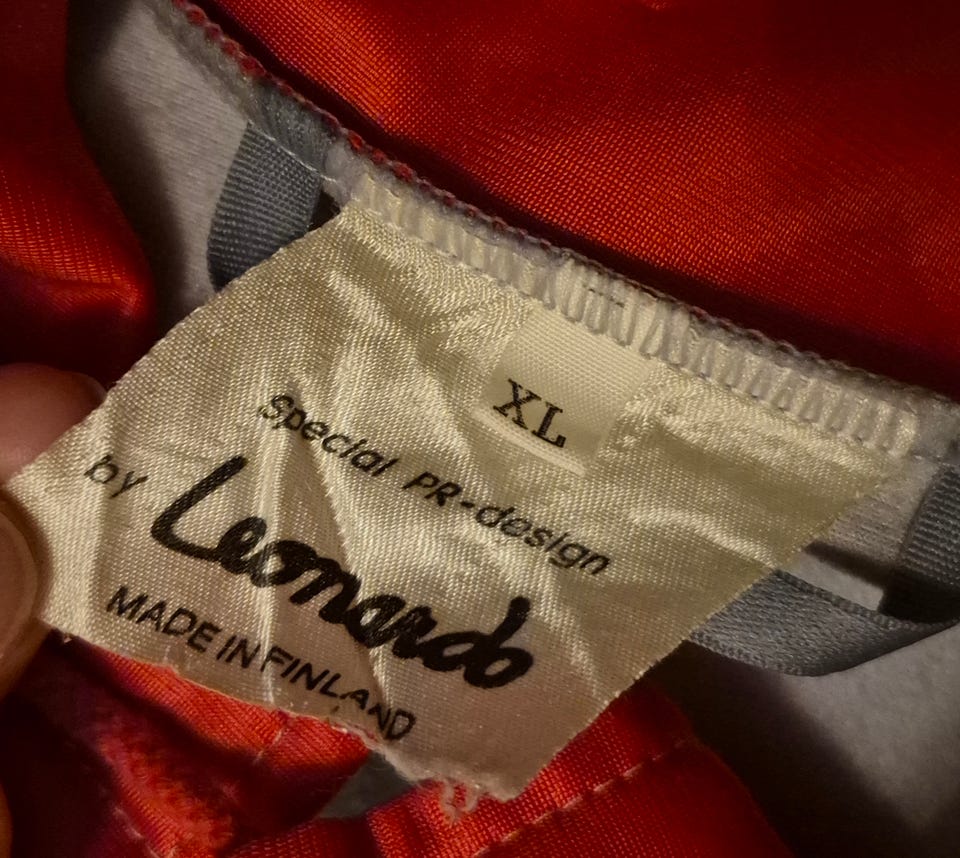 XL
Special PR-design
by Leonardo
MADE IN FINLAND